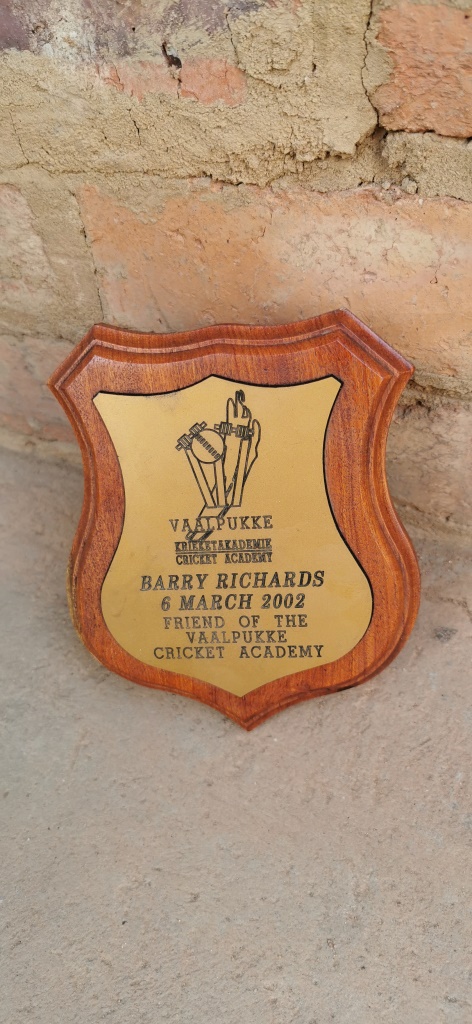 VAALPUKKE
KRIEKETAKADEMIE
CRICKET ACADEMY
BARRY RICHARDS
6 MARCH 2002
FRIEND OF THE
VAALPUKKE
CRICKET ACADEMY